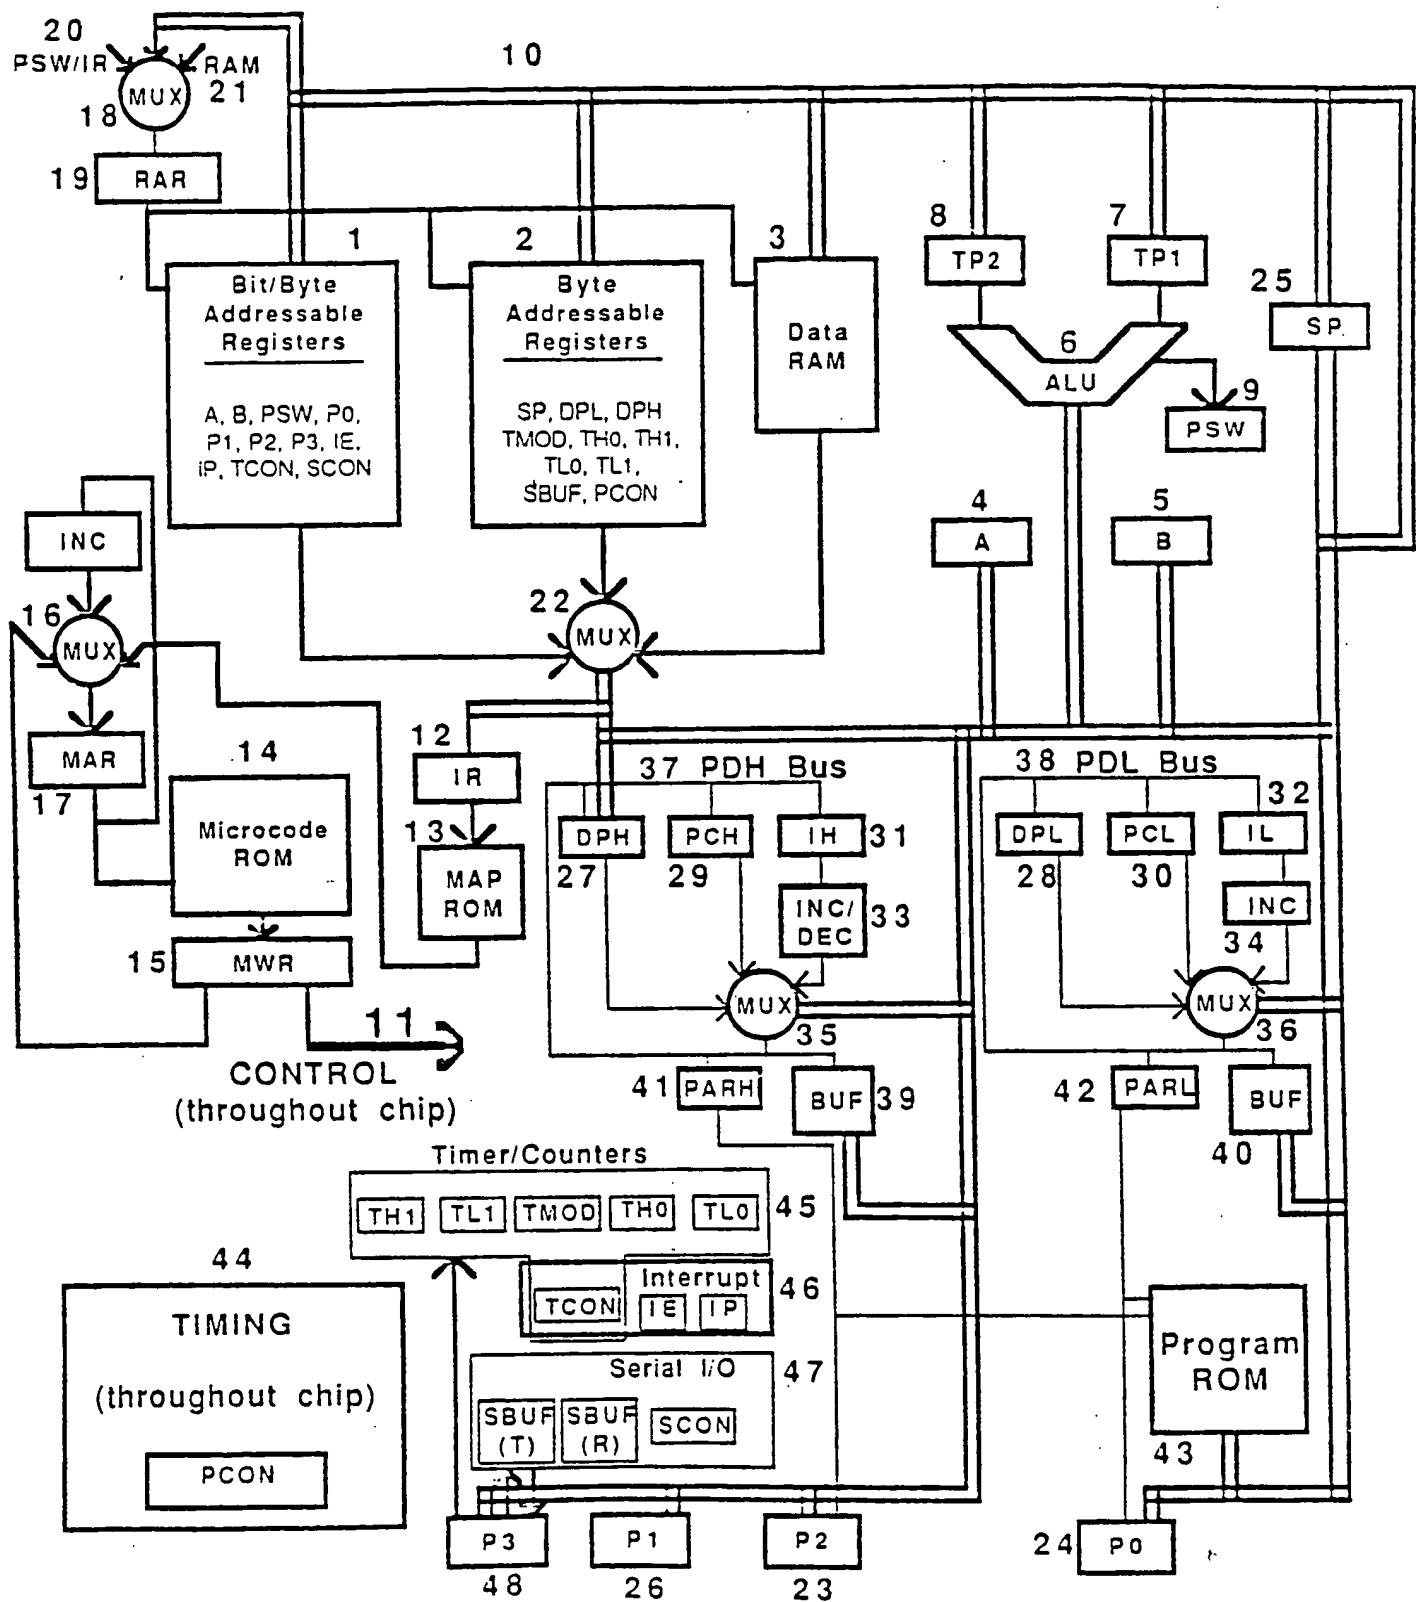 20
PSW/IR
RAM
21
MUX
18
10
19
RAR
1
Bit/Byte
Addressable
Registers
A, B, PSW, P0,
P1, P2, P3, IE,
IP, TCON, SCON
2
Byte
Addressable
Registers
SP, DPL, DPH
TMOD, TH0, TH1,
TL0, TL1,
SBUF, PCON
3
Data
RAM
8
TP2
7
TP1
25
SP
6
ALU
9
PSW
4
A
5
B
INC
16
MUX
MAR
17
22
MUX
12
IR
13
MAP
ROM
14
Microcode
ROM
15
MWR
11
CONTROL
(throughout chip)
37 PDH Bus
DPH
27
PCH
29
IH
31
INC/
DEC
33
MUX
35
41
PARH
BUF
39
38 PDL Bus
32
DPL
28
PCL
30
IL
INC
34
MUX
36
42
PARL
BUF
40
Timer/Counters
TH1
TL1
TMOD
TH0
TL0
45
Interrupt
46
TCON
IE
IP
Serial I/O
47
SBUF
(T)
SBUF
(R)
SCON
44
TIMING
(throughout chip)
PCON
Program
ROM
43
P3
48
P1
26
P2
23
24
P0